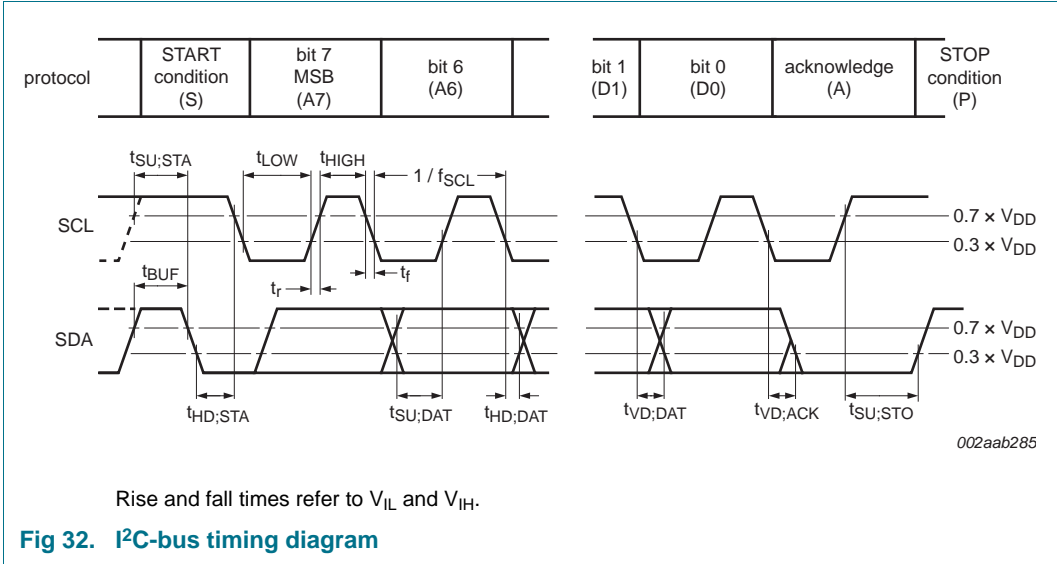 protocol
START
condition
(S)
bit 7
MSB
(A7)
bit 6
(A6)
bit 1
(D1)
bit 0
(D0)
acknowledge
(A)
STOP
condition
(P)
tSU;STA
tLOW
tHIGH
1 / fSCL
SCL
0.7 × VDD
0.3 × VDD
tBUF
tr
tf
SDA
0.7 × VDD
0.3 × VDD
tHD;STA
tSU;DAT
tHD;DAT
tVD;DAT
tVD;ACK
tSU;STO
002aab285
Rise and fall times refer to VIL and VIH.
Fig 32. I²C-bus timing diagram